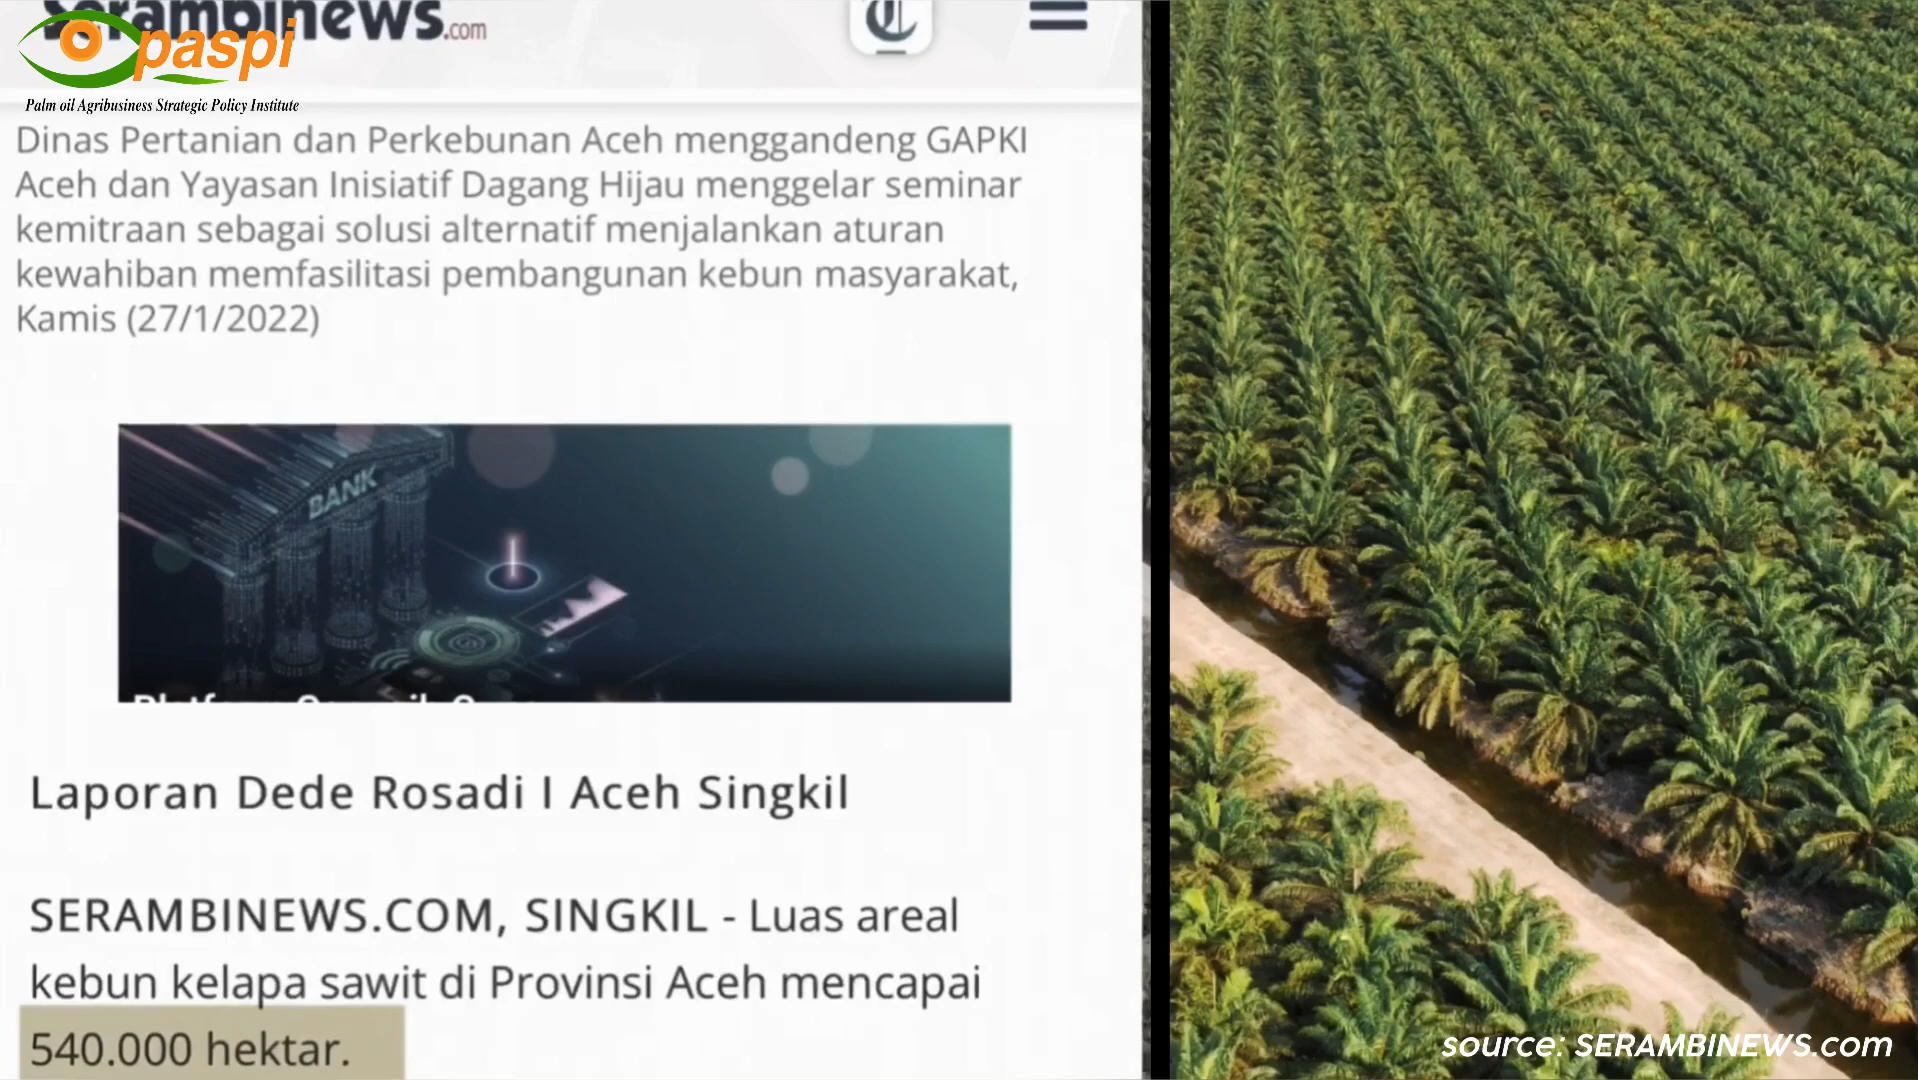 Serambinews.com
paspi
Palm oil Agribusiness Strategic Policy Institute
Dinas Pertanian dan Perkebunan Aceh menggandeng GAPKI
Aceh dan Yayasan Inisiatif Dagang Hijau menggelar seminar
kemitraan sebagai solusi alternatif menjalankan aturan
kewahiban memfasilitasi pembangunan kebun masyarakat,
Kamis (27/1/2022)
BANK
Laporan Dede Rosadi I Aceh Singkil
SERAMBINEWS.COM, SINGKIL - Luas areal
kebun kelapa sawit di Provinsi Aceh mencapai
540.000 hektar.
source: SERAMBINEWS.com